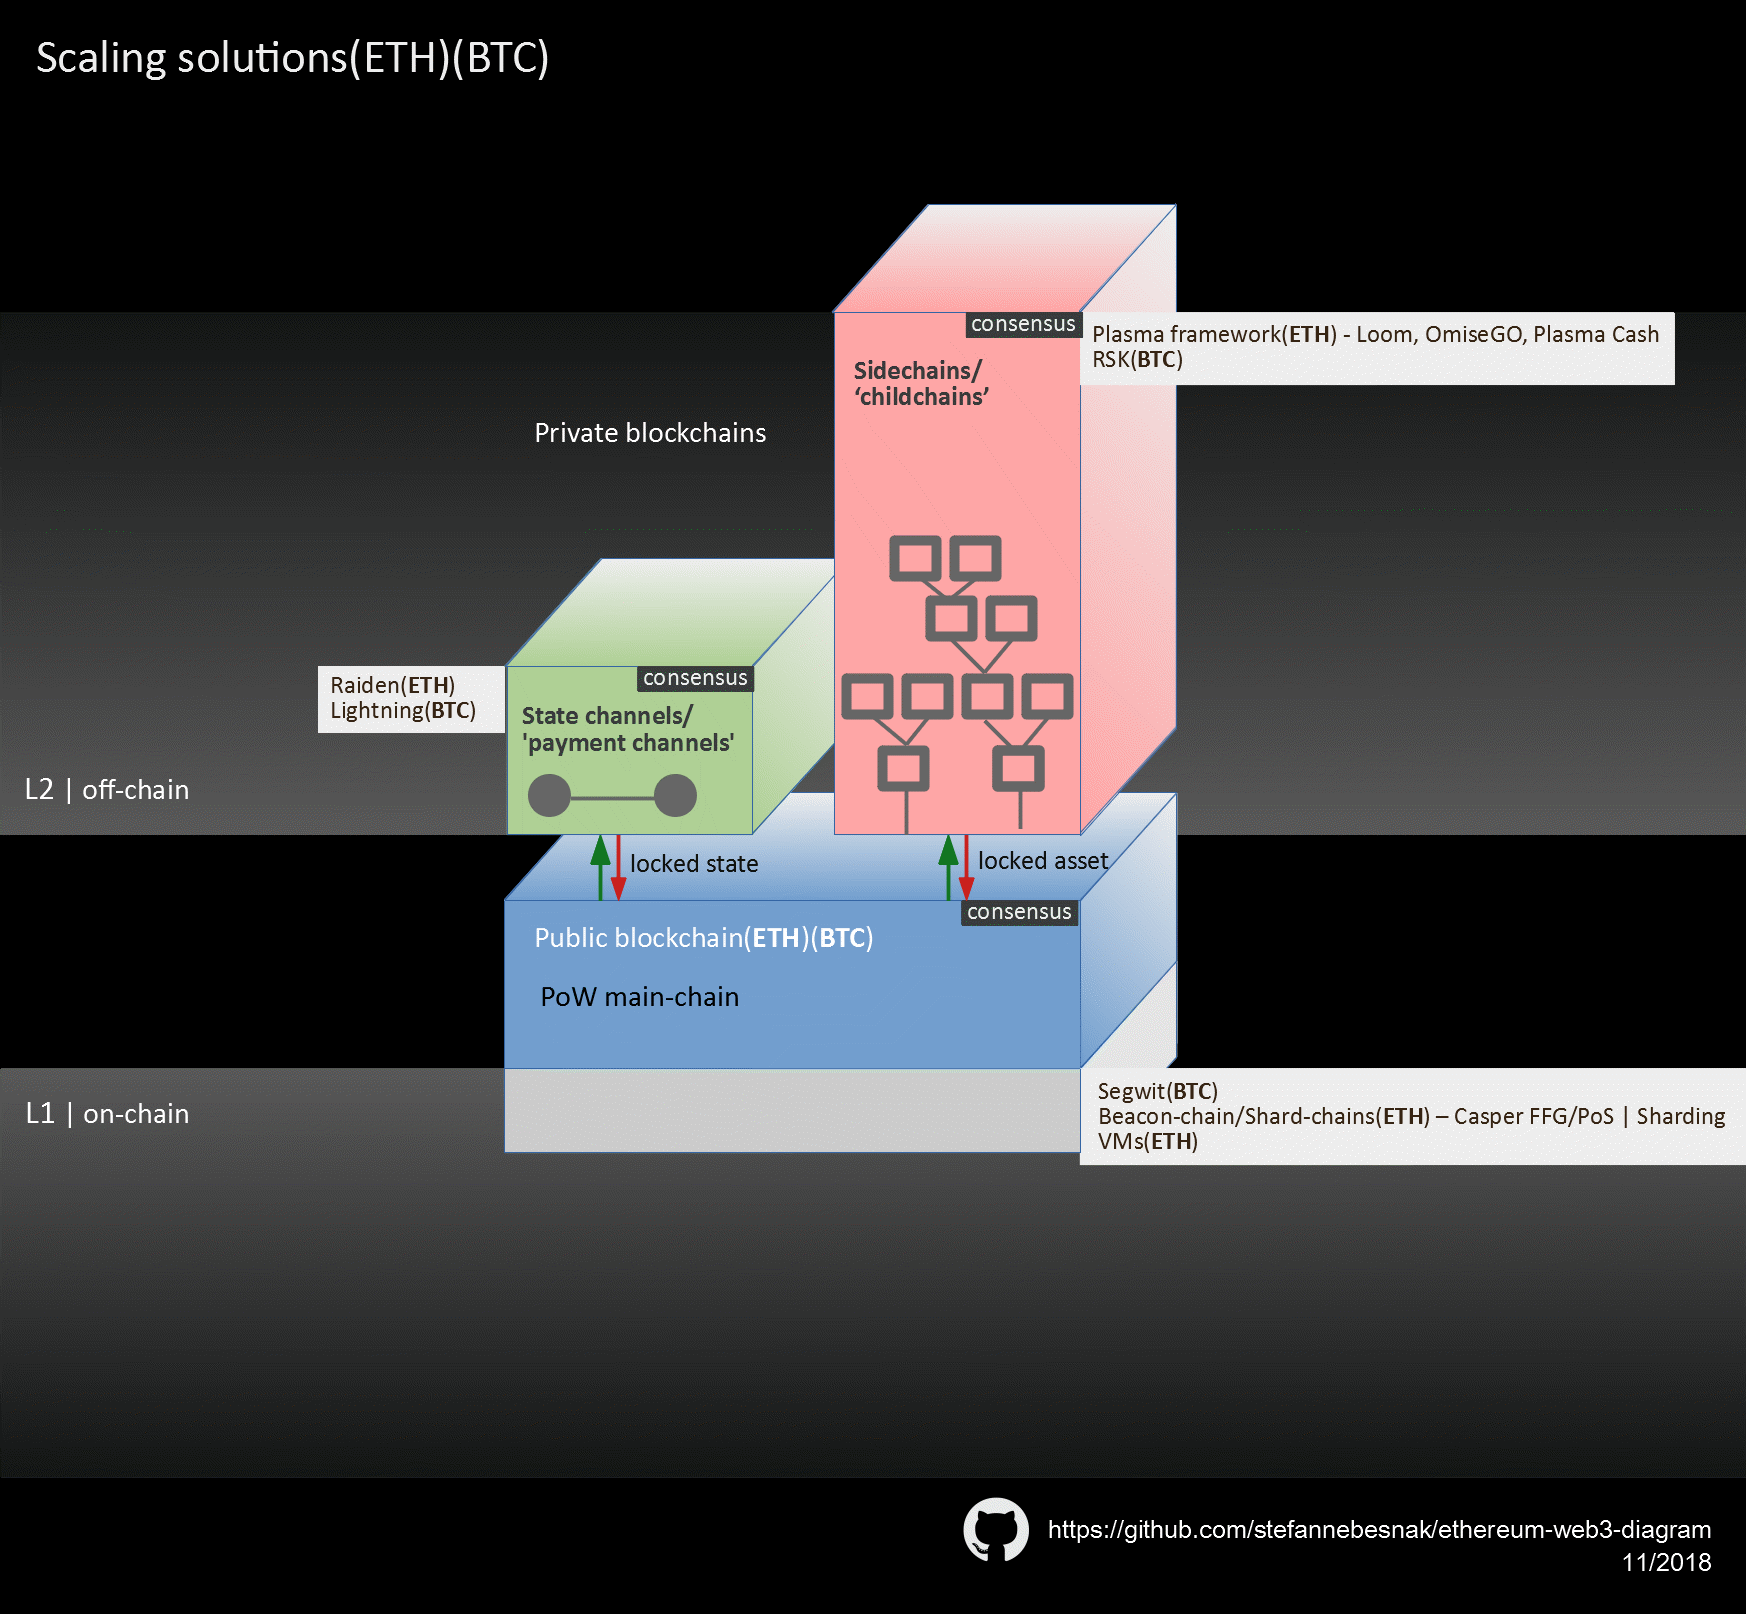 Scaling solutions(ETH)(BTC)
consensus
Plasma framework(ETH) - Loom, OmiseGO, Plasma Cash
RSK(BTC)
Sidechains/
‘childchains’
Private blockchains
consensus
Raiden(ETH)
Lightning(BTC)
State channels/
'payment channels'
L2 | off-chain
locked state
locked asset
consensus
Public blockchain(ETH)(BTC)
PoW main-chain
L1 | on-chain
Segwit(BTC)
Beacon-chain/Shard-chains(ETH) – Casper FFG/PoS | Sharding
VMs(ETH)
https://github.com/stefannebesnak/ethereum-web3-diagram
11/2018